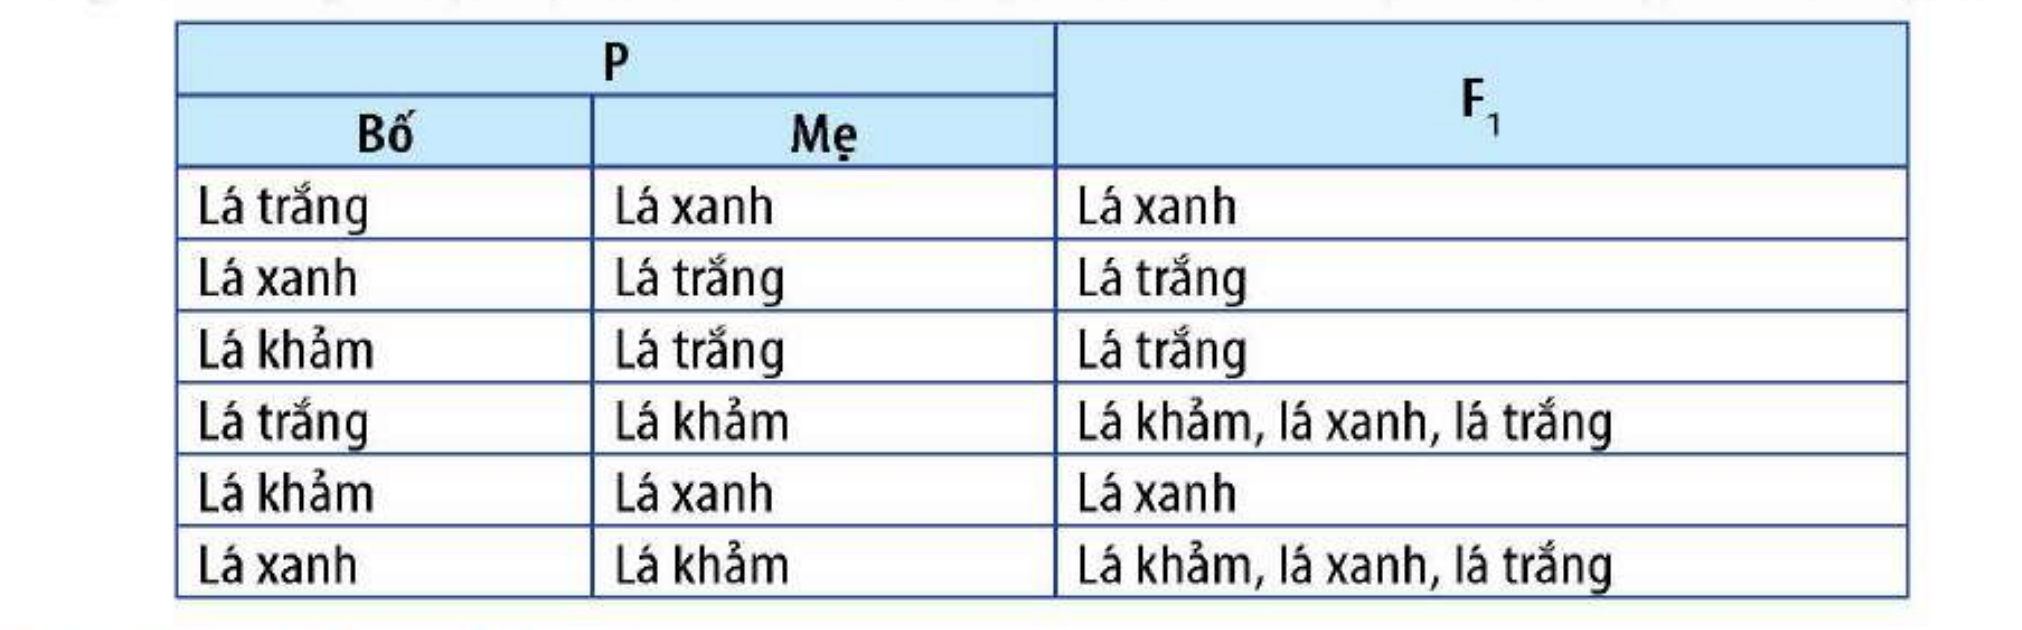 P
F₁
Bố Mẹ
Lá trắng Lá xanh Lá xanh
Lá xanh Lá trắng Lá trắng
Lá khảm Lá trắng Lá trắng
Lá trắng Lá khảm Lá khảm, lá xanh, lá trắng
Lá khảm Lá xanh Lá xanh
Lá xanh Lá khảm Lá khảm, lá xanh, lá trắng